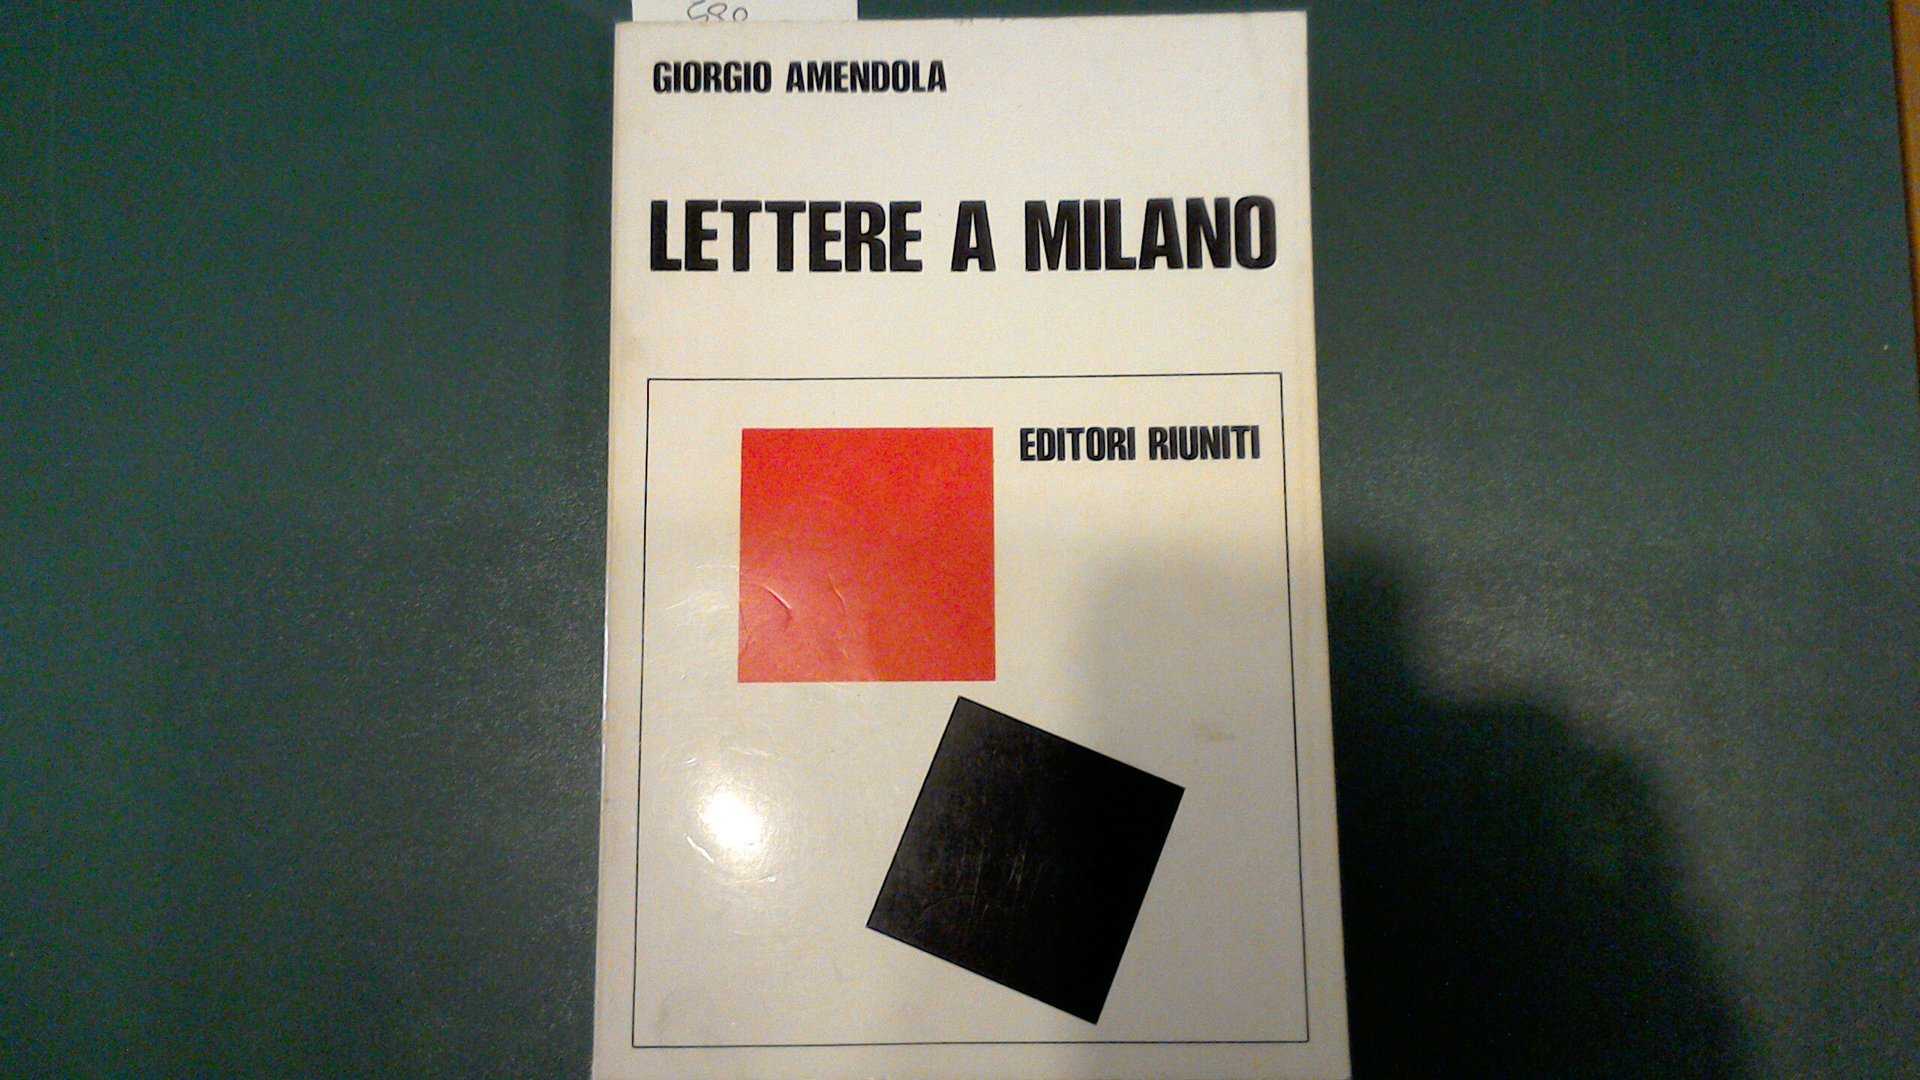 GIORGIO AMENDOLA
LETTERE A MILANO
EDITORI RIUNITI